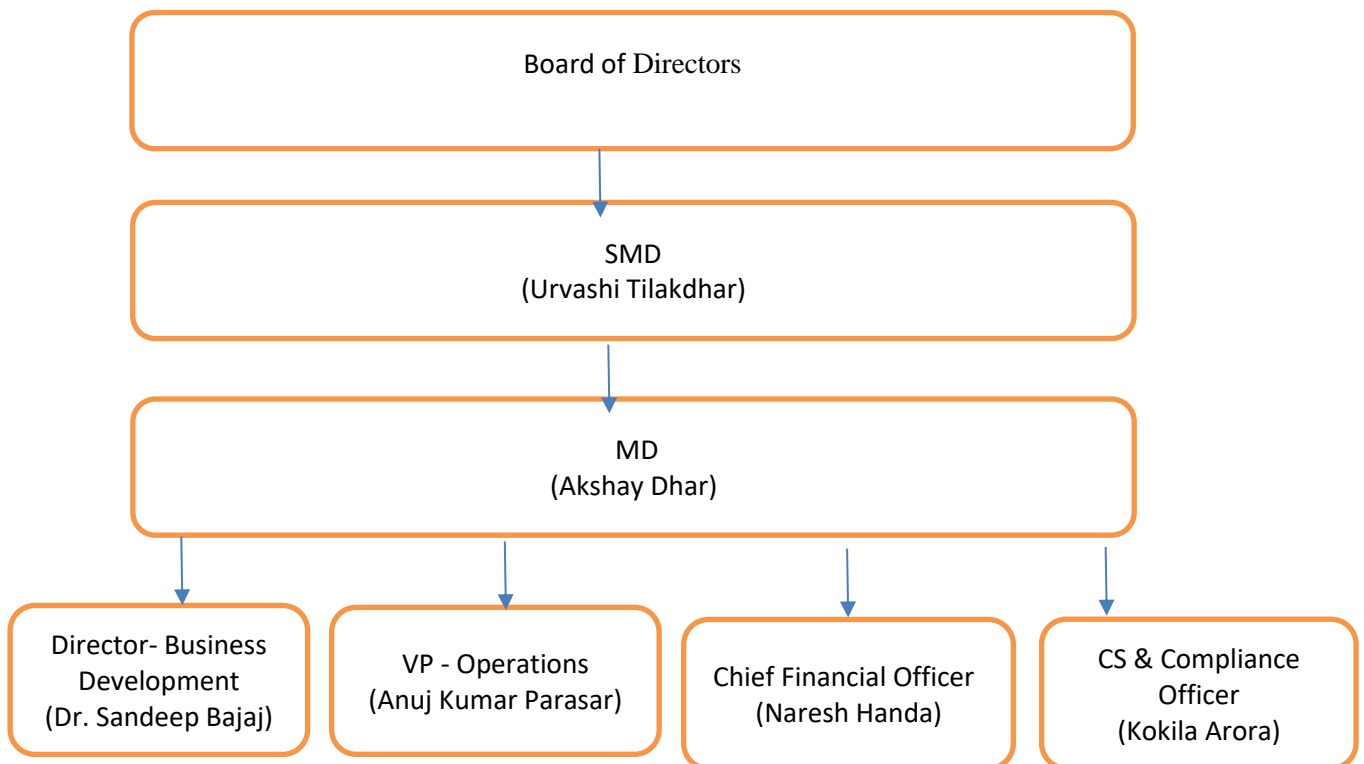 Board of Directors
SMD
(Urvashi Tilakdhar)
MD
(Akshay Dhar)
Director- Business
Development
(Dr. Sandeep Bajaj)
VP - Operations
(Anuj Kumar Parasar)
Chief Financial Officer
(Naresh Handa)
CS & Compliance
Officer
(Kokila Arora)